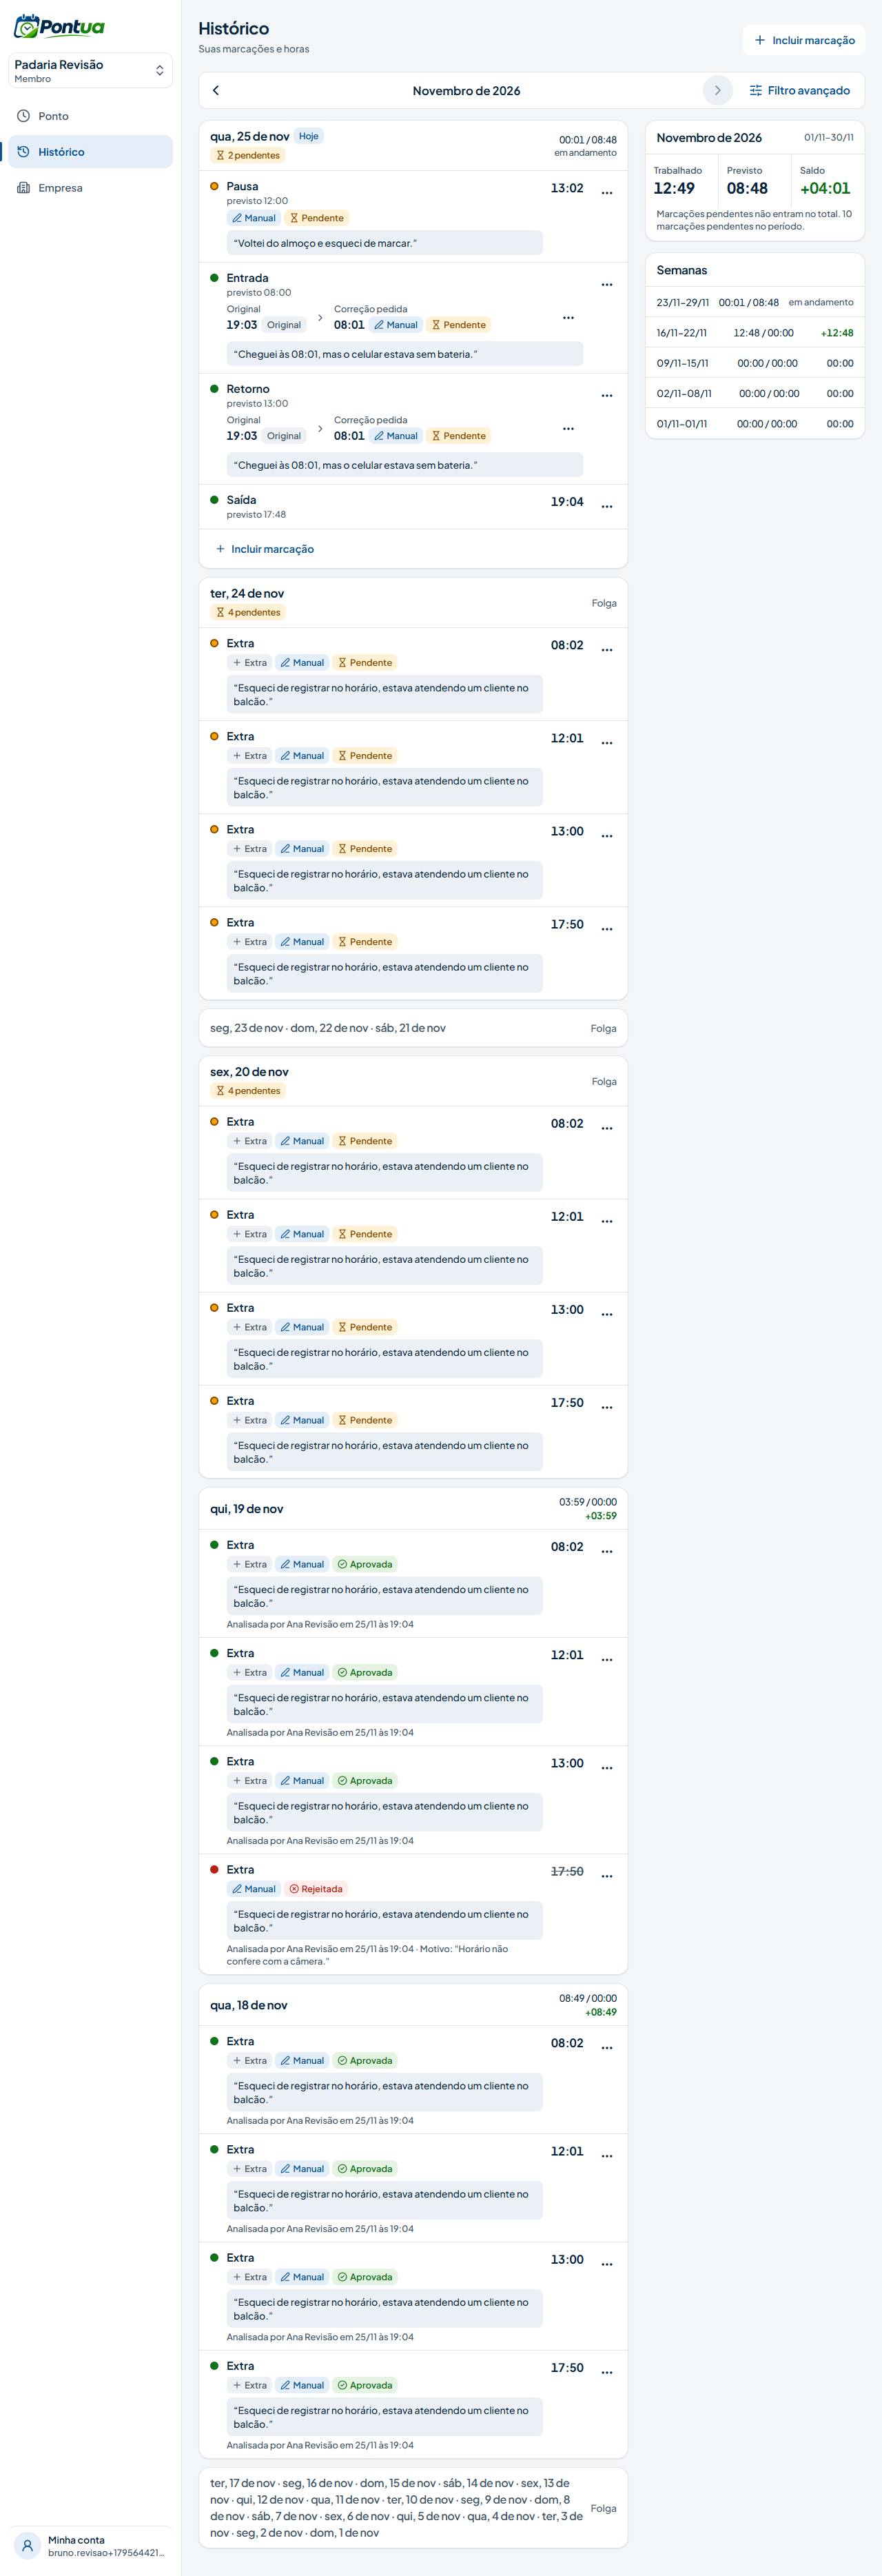 Pontua
Padaria Revisão
Membro
Ponto
Histórico
Empresa
Minha conta
bruno.revisao+179564421...
Histórico
Suas marcações e horas
Incluir marcação
Novembro de 2026
Filtro avançado
qua, 25 de nov Hoje
2 pendentes
00:01 / 08:48
em andamento
Pausa
previsto 12:00
Manual Pendente
13:02
“Voltei do almoço e esqueci de marcar.”
Entrada
previsto 08:00
Original
19:03 Original
Correção pedida
08:01 Manual Pendente
“Cheguei às 08:01, mas o celular estava sem bateria.”
Retorno
previsto 13:00
Original
19:03 Original
Correção pedida
08:01 Manual Pendente
“Cheguei às 08:01, mas o celular estava sem bateria.”
Saída
previsto 17:48
19:04
Incluir marcação
ter, 24 de nov
4 pendentes
Folga
Extra
08:02
Extra Manual Pendente
“Esqueci de registrar no horário, estava atendendo um cliente no
balcão.”
Extra
12:01
Extra Manual Pendente
“Esqueci de registrar no horário, estava atendendo um cliente no
balcão.”
Extra
13:00
Extra Manual Pendente
“Esqueci de registrar no horário, estava atendendo um cliente no
balcão.”
Extra
17:50
Extra Manual Pendente
“Esqueci de registrar no horário, estava atendendo um cliente no
balcão.”
seg, 23 de nov · dom, 22 de nov · sáb, 21 de nov
Folga
sex, 20 de nov
4 pendentes
Folga
Extra
08:02
Extra Manual Pendente
“Esqueci de registrar no horário, estava atendendo um cliente no
balcão.”
Extra
12:01
Extra Manual Pendente
“Esqueci de registrar no horário, estava atendendo um cliente no
balcão.”
Extra
13:00
Extra Manual Pendente
“Esqueci de registrar no horário, estava atendendo um cliente no
balcão.”
Extra
17:50
Extra Manual Pendente
“Esqueci de registrar no horário, estava atendendo um cliente no
balcão.”
qui, 19 de nov
03:59 / 00:00
+03:59
Extra
08:02
Extra Manual Aprovada
“Esqueci de registrar no horário, estava atendendo um cliente no
balcão.”
Analisada por Ana Revisão em 25/11 às 19:04
Extra
12:01
Extra Manual Aprovada
“Esqueci de registrar no horário, estava atendendo um cliente no
balcão.”
Analisada por Ana Revisão em 25/11 às 19:04
Extra
13:00
Extra Manual Aprovada
“Esqueci de registrar no horário, estava atendendo um cliente no
balcão.”
Analisada por Ana Revisão em 25/11 às 19:04
Extra
17:50
Manual Rejeitada
“Esqueci de registrar no horário, estava atendendo um cliente no
balcão.”
Analisada por Ana Revisão em 25/11 às 19:04 · Motivo: "Horário não
confere com a câmera."
qua, 18 de nov
08:49 / 00:00
+08:49
Extra
08:02
Extra Manual Aprovada
“Esqueci de registrar no horário, estava atendendo um cliente no
balcão.”
Analisada por Ana Revisão em 25/11 às 19:04
Extra
12:01
Extra Manual Aprovada
“Esqueci de registrar no horário, estava atendendo um cliente no
balcão.”
Analisada por Ana Revisão em 25/11 às 19:04
Extra
13:00
Extra Manual Aprovada
“Esqueci de registrar no horário, estava atendendo um cliente no
balcão.”
Analisada por Ana Revisão em 25/11 às 19:04
Extra
17:50
Extra Manual Aprovada
“Esqueci de registrar no horário, estava atendendo um cliente no
balcão.”
Analisada por Ana Revisão em 25/11 às 19:04
ter, 17 de nov · seg, 16 de nov · dom, 15 de nov · sáb, 14 de nov · sex, 13 de
nov · qui, 12 de nov · qua, 11 de nov · ter, 10 de nov · seg, 9 de nov · dom, 8
de nov · sáb, 7 de nov · sex, 6 de nov · qui, 5 de nov · qua, 4 de nov · ter, 3 de
nov · seg, 2 de nov · dom, 1 de nov
Folga
Novembro de 2026
01/11–30/11
Trabalhado
12:49
Previsto
08:48
Saldo
+04:01
Marcações pendentes não entram no total. 10
marcações pendentes no período.
Semanas
23/11–29/11 00:01 / 08:48 em andamento
16/11–22/11 12:48 / 00:00 +12:48
09/11–15/11 00:00 / 00:00 00:00
02/11–08/11 00:00 / 00:00 00:00
01/11–01/11 00:00 / 00:00 00:00